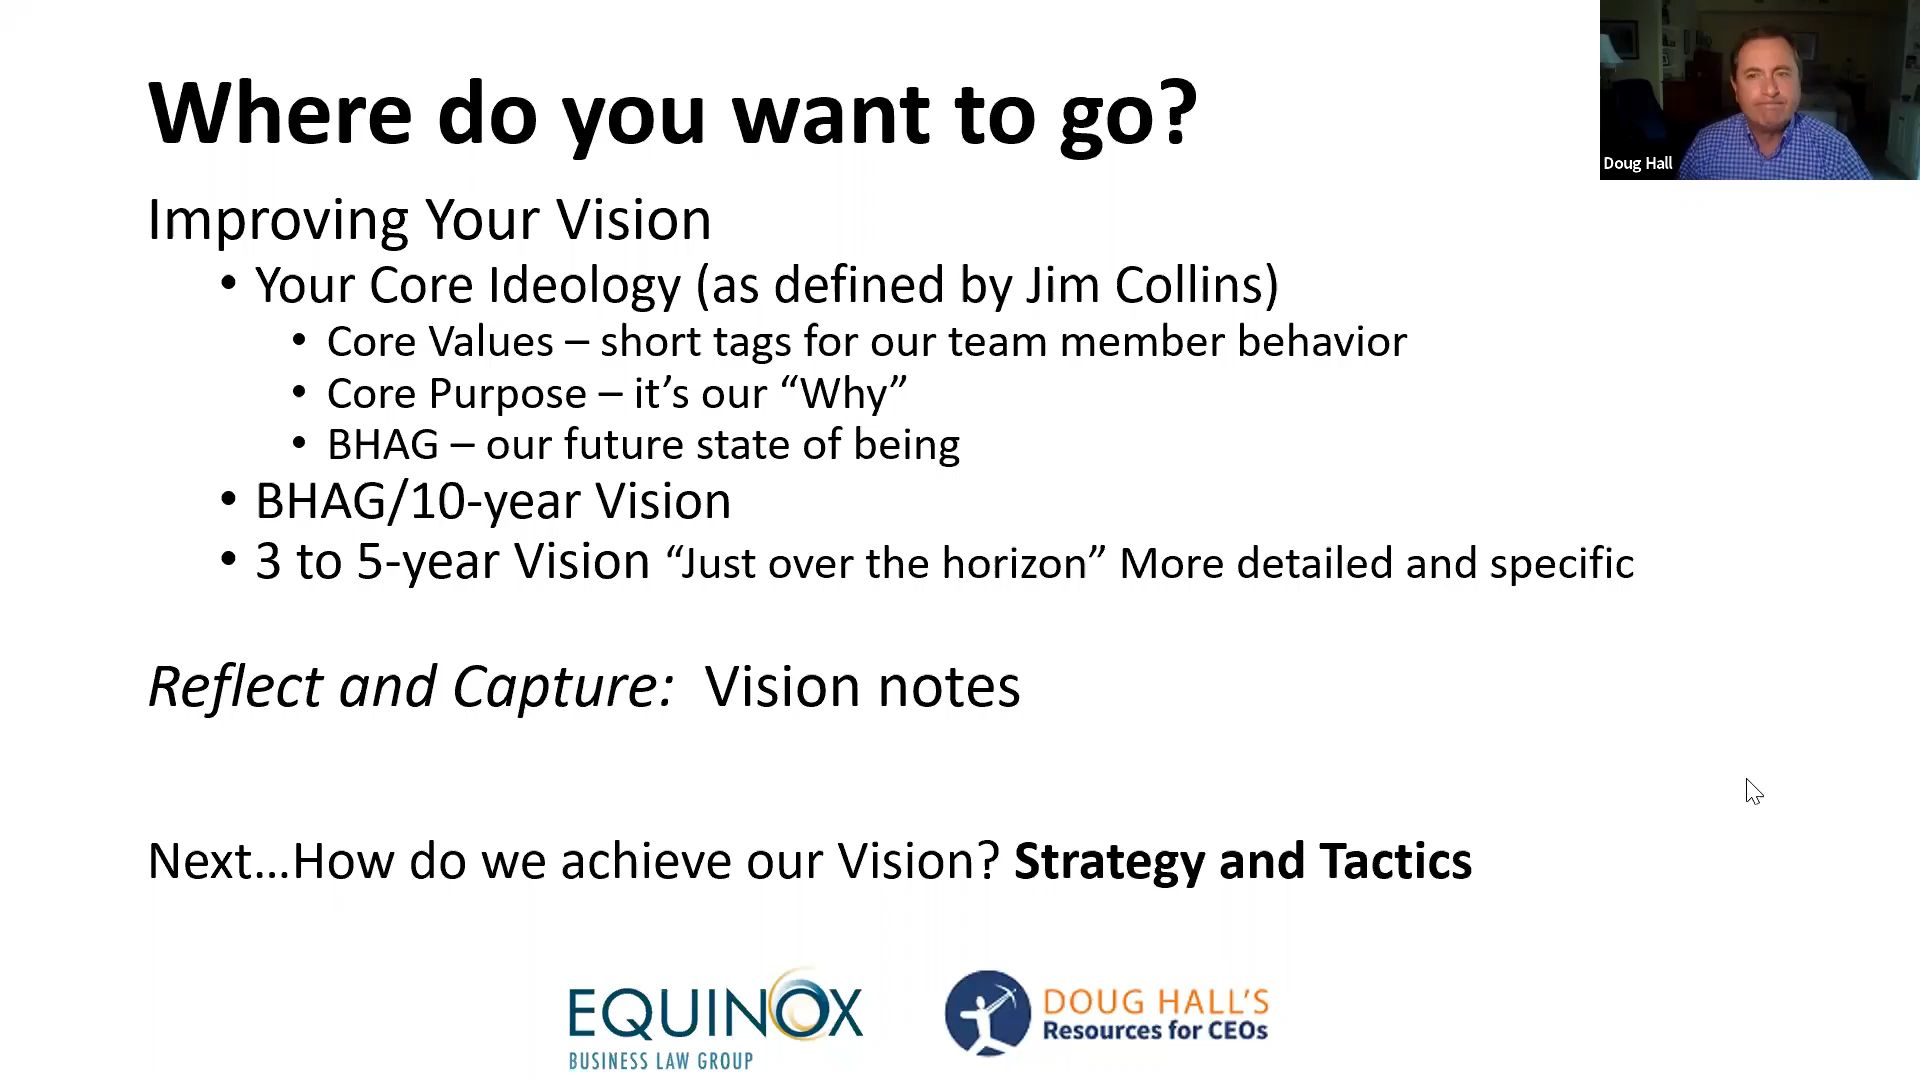 Where do you want to go?
Doug Hall
Improving Your Vision
• Your Core Ideology (as defined by Jim Collins)
• Core Values – short tags for our team member behavior
• Core Purpose – it’s our “Why”
• BHAG – our future state of being
• BHAG/10-year Vision
• 3 to 5-year Vision “Just over the horizon” More detailed and specific
Reflect and Capture: Vision notes
Next...How do we achieve our Vision? Strategy and Tactics
EQUINOX
BUSINESS LAW GROUP
DOUG HALL'S
Resources for CEOs